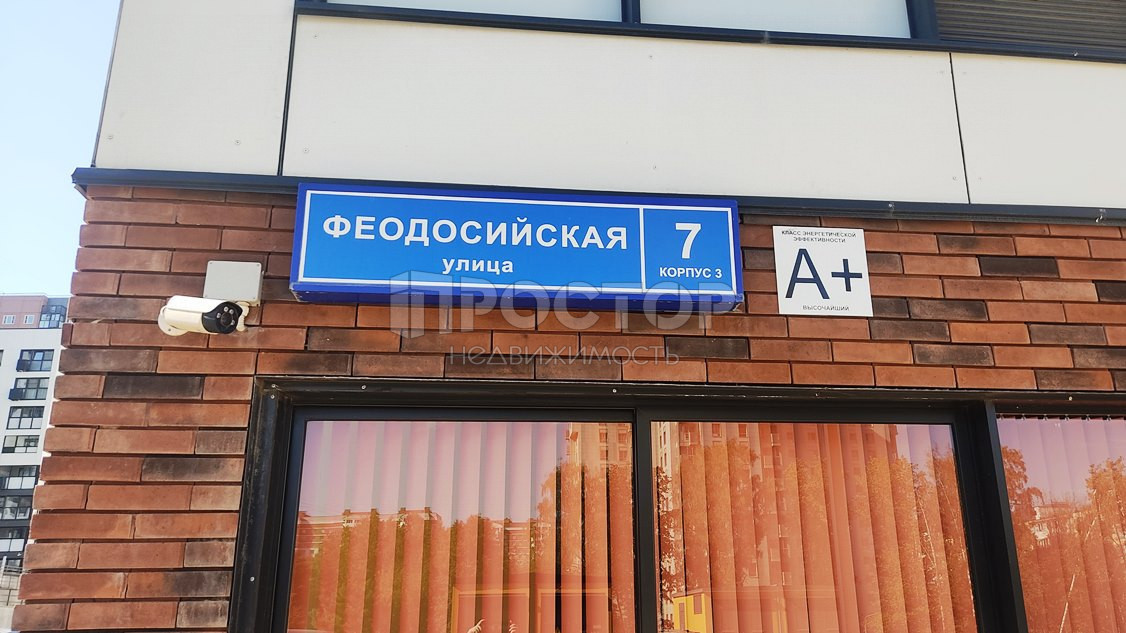 ФЕОДОСИЙСКАЯ
улица
7
КОРПУС 3
КЛАСС ЭНЕРГЕТИЧЕСКОЙ
ЭФФЕКТИВНОСТИ
A+
ВЫСОЧАЙШИЙ
ПРОСТОР
НЕДВИЖИМОСТЬ